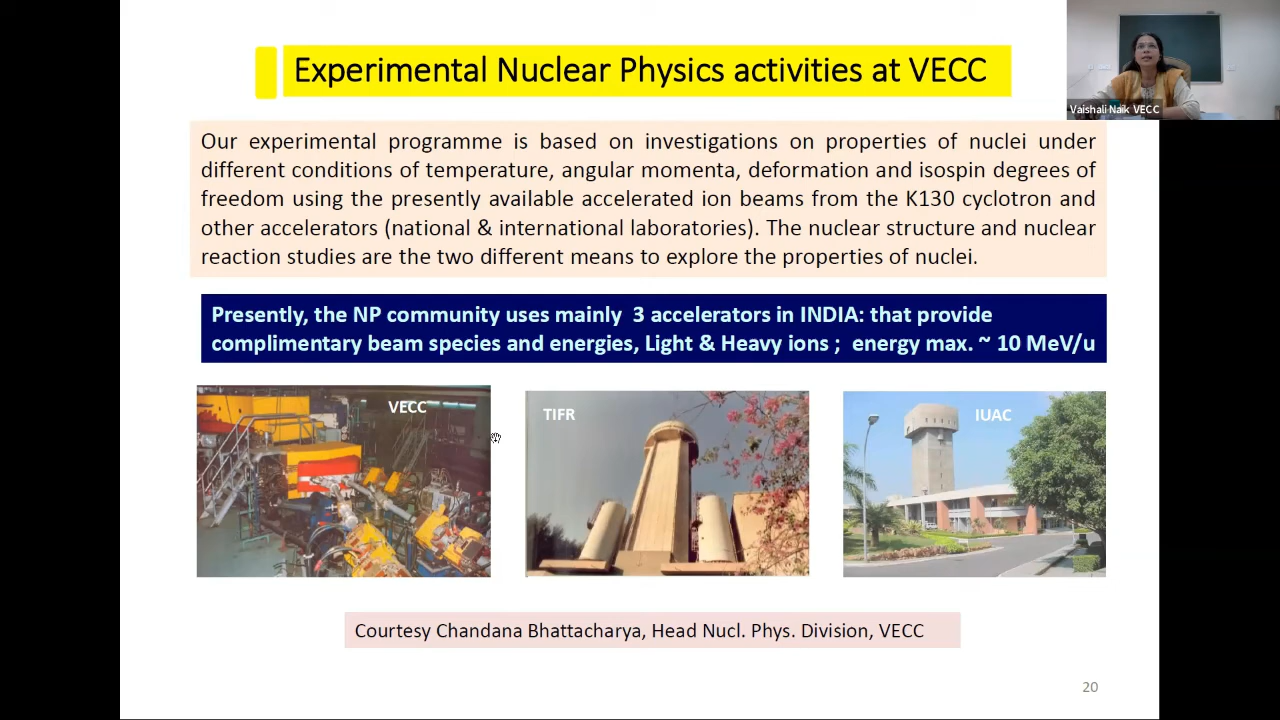 Experimental Nuclear Physics activities at VECC
Vaishali Naik VECC
Our experimental programme is based on investigations on properties of nuclei under
different conditions of temperature, angular momenta, deformation and isospin degrees of
freedom using the presently available accelerated ion beams from the K130 cyclotron and
other accelerators (national & international laboratories). The nuclear structure and nuclear
reaction studies are the two different means to explore the properties of nuclei.
Presently, the NP community uses mainly 3 accelerators in INDIA: that provide
complimentary beam species and energies, Light & Heavy ions ; energy max. ~ 10 MeV/u
VECC
TIFR
IUAC
Courtesy Chandana Bhattacharya, Head Nucl. Phys. Division, VECC
20